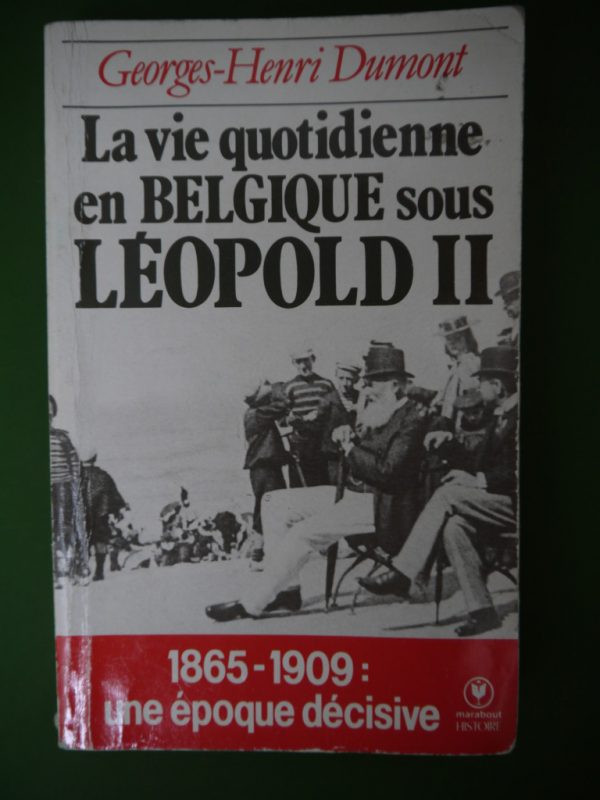 Georges-Henri Dumont
La vie quotidienne
en BELGIQUE sous
LÉOPOLD II
1865-1909 :
une époque décisive
marabout
HISTOIRE